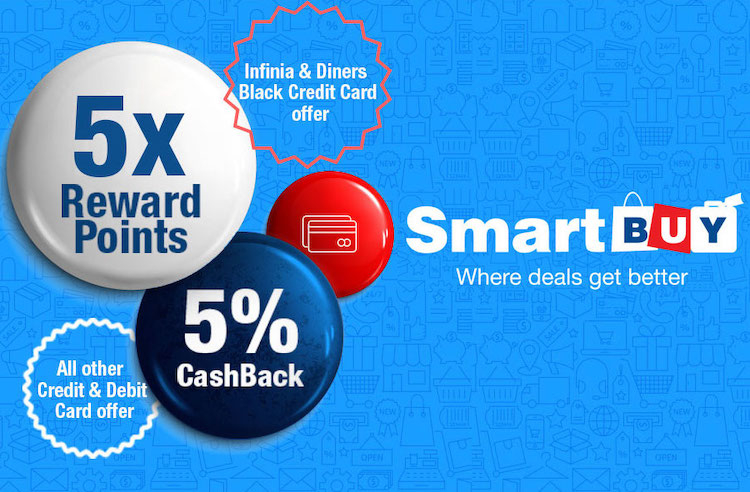 Infinia & Diners
Black Credit Card
offer
5x
Reward
Points
SmartBUY
Where deals get better
5%
CashBack
All other
Credit & Debit
Card offer